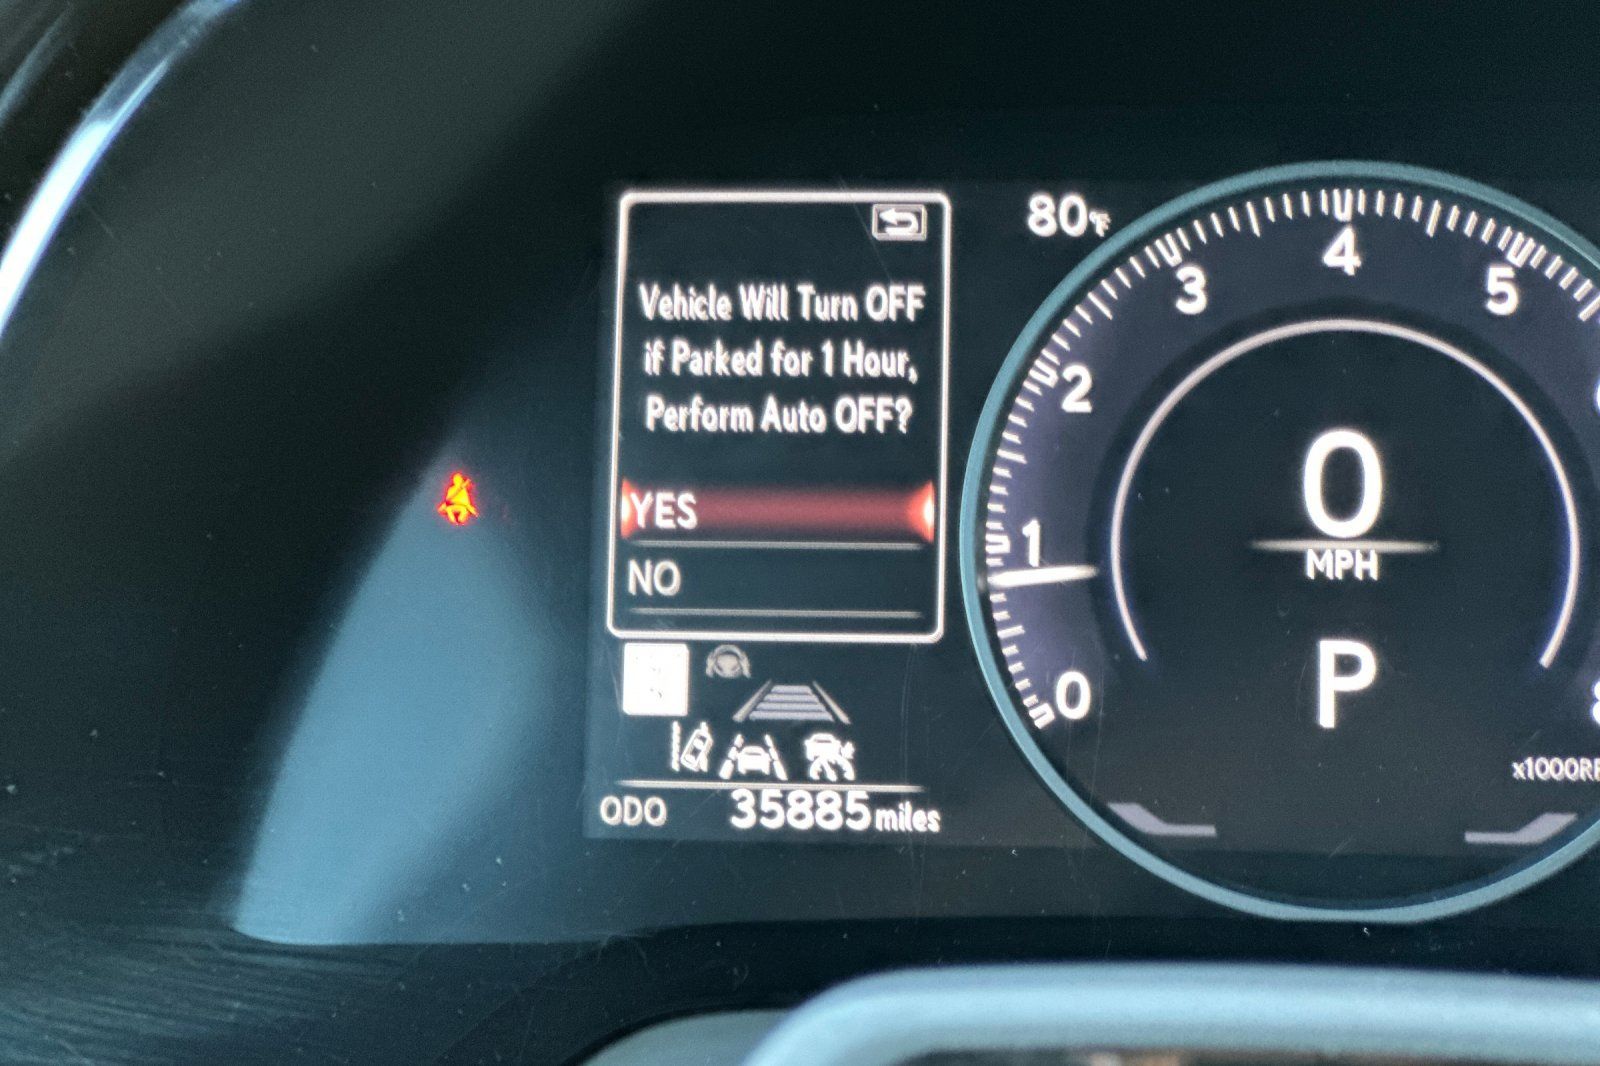 Vehicle Will Turn OFF
if Parked for 1 Hour,
Perform Auto OFF?
YES
NO
ODO 35885 miles
80°F
0
1
2
3
4
5
0
MPH
P